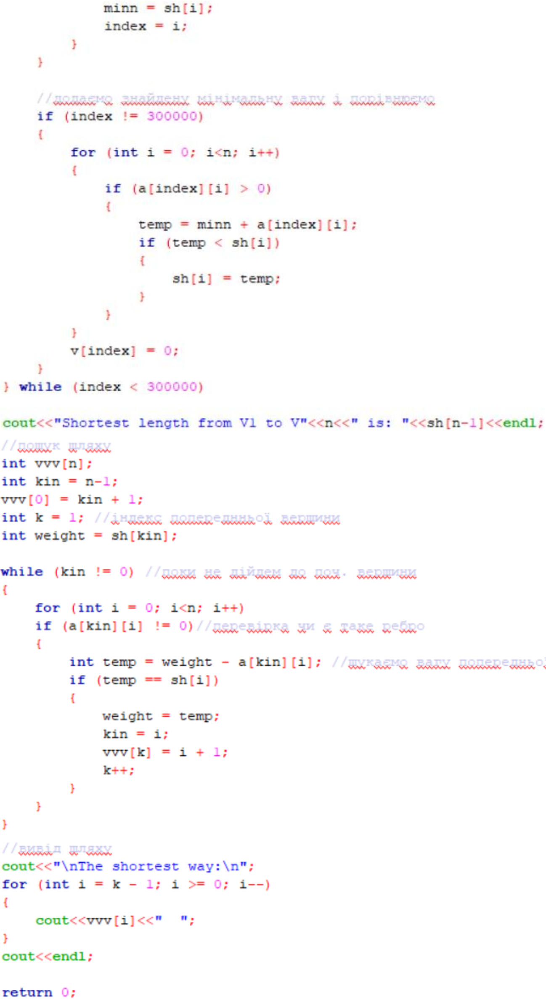 minn = sh[i];
index = i;
}
}
//додаємо знайдену мінімальну вагу і порівнюємо
if (index != 300000)
{
for (int i = 0; i<n; i++)
{
if (a[index][i] > 0)
{
temp = minn + a[index][i];
if (temp < sh[i])
{
sh[i] = temp;
}
}
}
v[index] = 0;
}
} while (index < 300000)
cout<<"Shortest length from V1 to V"<<n<<" is: "<<sh[n-1]<<endl;
//пошук шляху
int vvv[n];
int kin = n-1;
vvv[0] = kin + 1;
int k = 1; //індекс попереднньої вершини
int weight = sh[kin];
while (kin != 0) //поки не дійдем до поч. вершини
{
for (int i = 0; i<n; i++)
if (a[kin][i] != 0)//перевірка чи є таке ребро
{
int temp = weight - a[kin][i]; //шукаємо вагу попередньої
if (temp == sh[i])
{
weight = temp;
kin = i;
vvv[k] = i + 1;
k++;
}
}
}
//вивід шляху
cout<<"\nThe shortest way:\n";
for (int i = k - 1; i >= 0; i--)
{
cout<<vvv[i]<<"  ";
}
cout<<endl;
return 0;